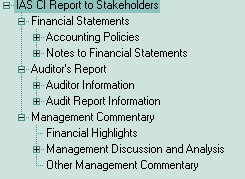 IAS CI Report to Stakeholders
Financial Statements
Accounting Policies
Notes to Financial Statements
Auditor's Report
Auditor Information
Audit Report Information
Management Commentary
Financial Highlights
Management Discussion and Analysis
Other Management Commentary